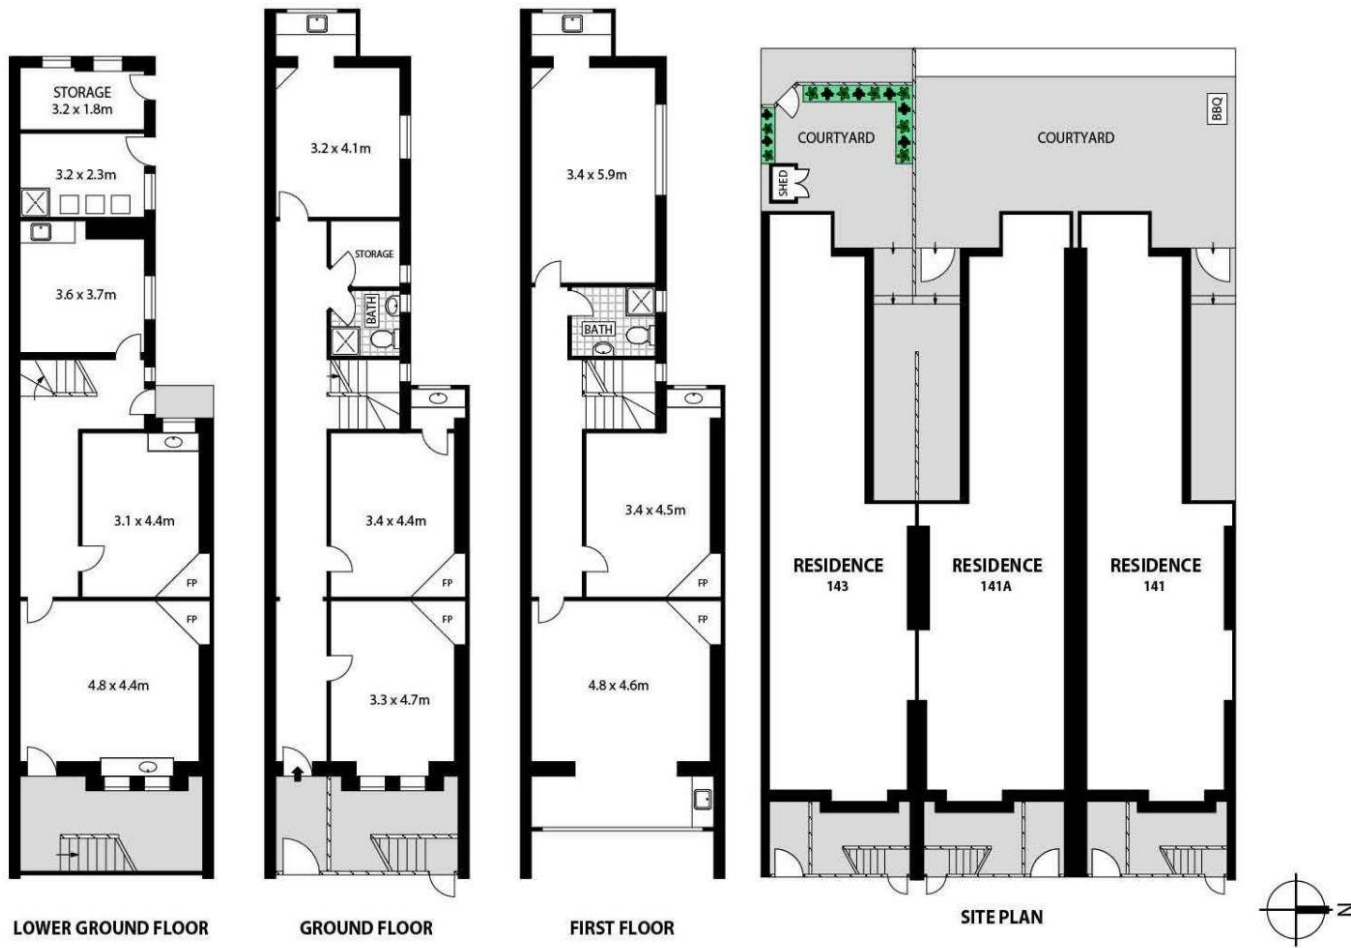 STORAGE
3.2 x 1.8m
3.2 x 2.3m
3.6 x 3.7m
3.1 x 4.4m
FP
FP
4.8 x 4.4m
LOWER GROUND FLOOR
3.2 x 4.1m
STORAGE
BATH
3.4 x 4.4m
FP
FP
3.3 x 4.7m
GROUND FLOOR
3.4 x 5.9m
BATH
3.4 x 4.5m
FP
FP
4.8 x 4.6m
FIRST FLOOR
COURTYARD
SHED
COURTYARD
BBQ
RESIDENCE
143
RESIDENCE
141A
RESIDENCE
141
SITE PLAN
N